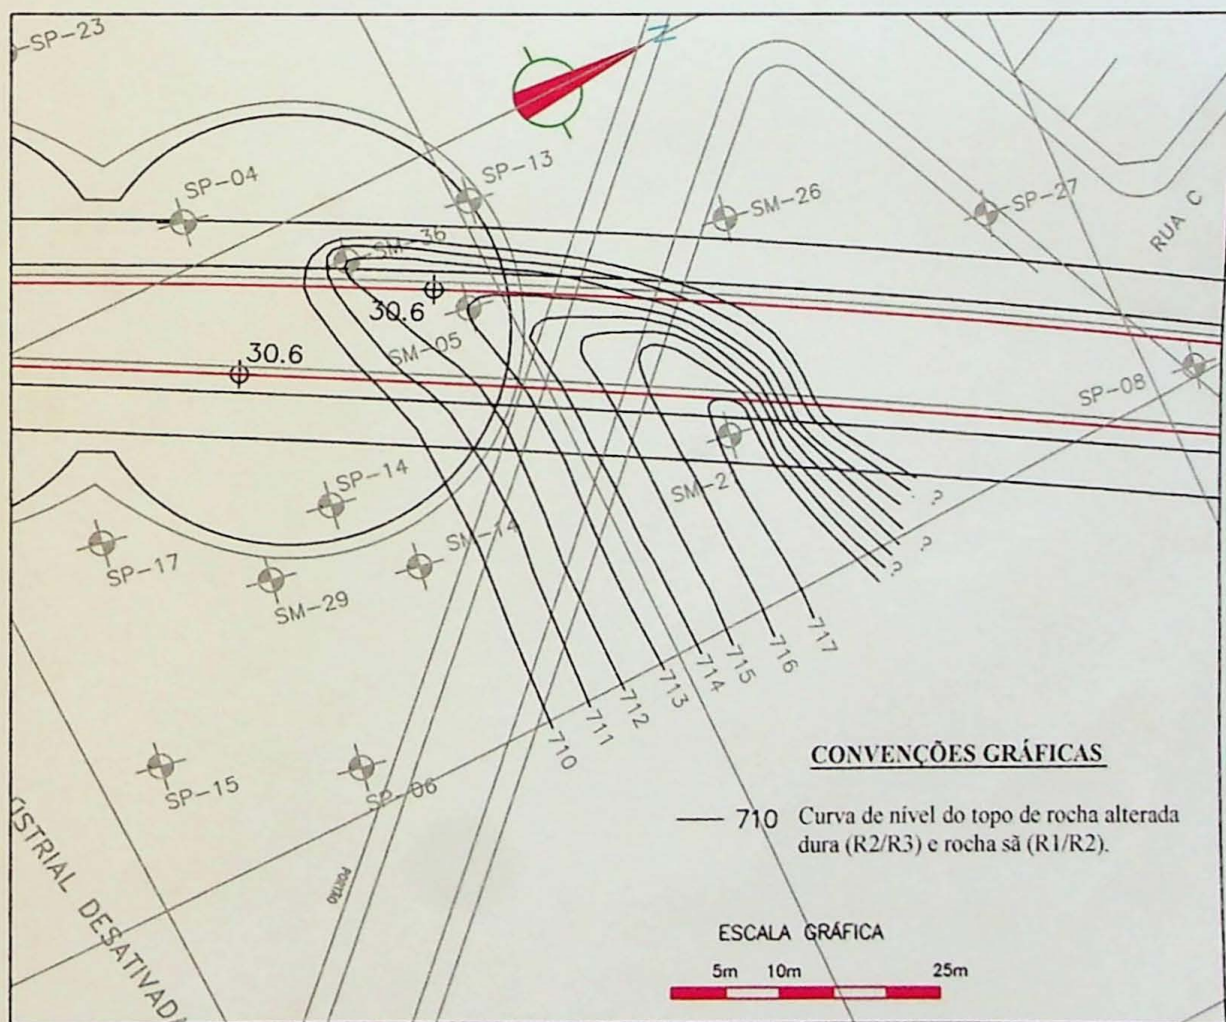 SP-23
N
SP-04
SP-13
SM-36
SM-26
SP-27
RUA C
30.6
30.6
SM-05
SP-08
SP-14
SM-2
?
SM-14
?
SP-17
SM-29
?
717
716
715
714
713
712
711
710
SP-15
SP-06
PORTÃO
ISTRIAL DESATIVADA
CONVENÇÕES GRÁFICAS
710 Curva de nível do topo de rocha alterada
dura (R2/R3) e rocha sã (R1/R2).
ESCALA GRÁFICA
5m 10m 25m